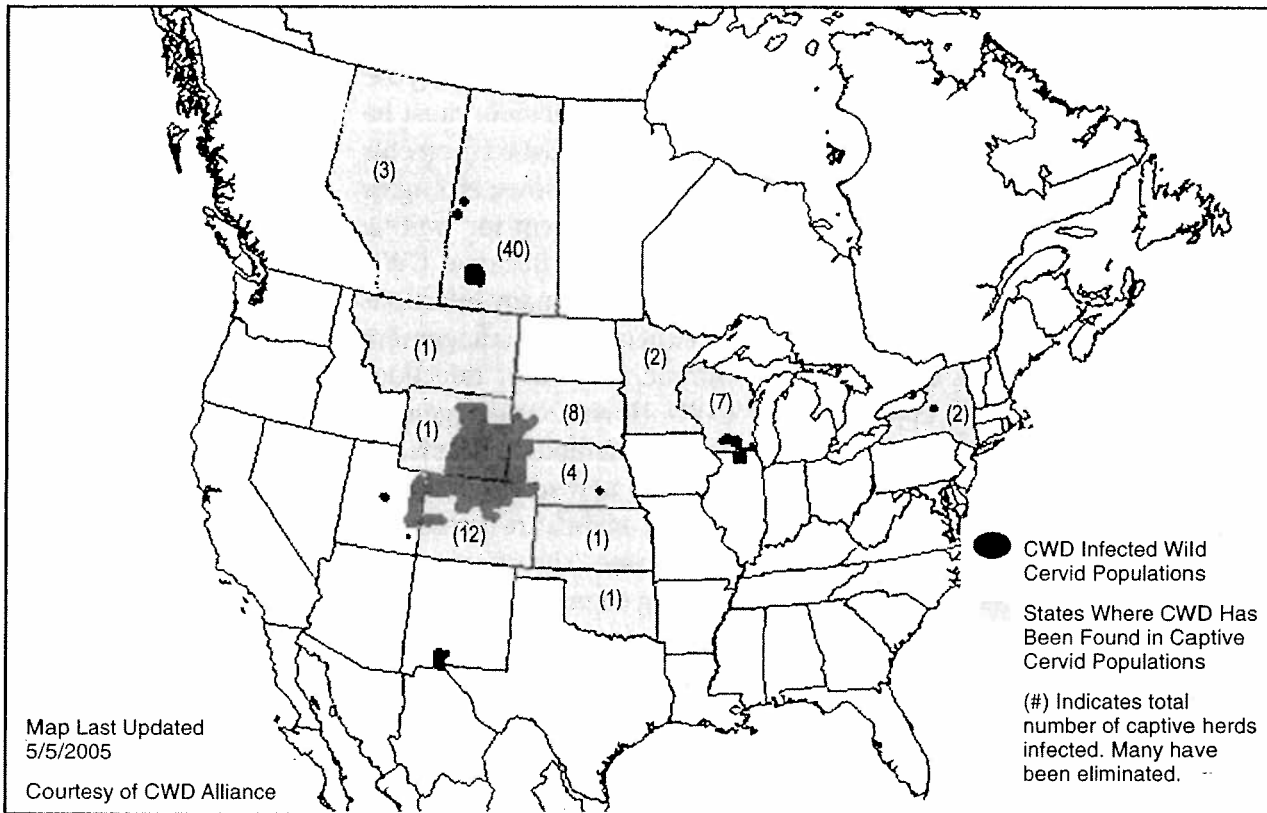 (3)
(40)
(1)
(2)
(1)
(8)
(7)
(2)
(4)
(12)
(1)
(1)
CWD Infected Wild
Cervid Populations
States Where CWD Has
Been Found in Captive
Cervid Populations
(#) Indicates total
number of captive herds
infected. Many have
been eliminated.
Map Last Updated
5/5/2005
Courtesy of CWD Alliance